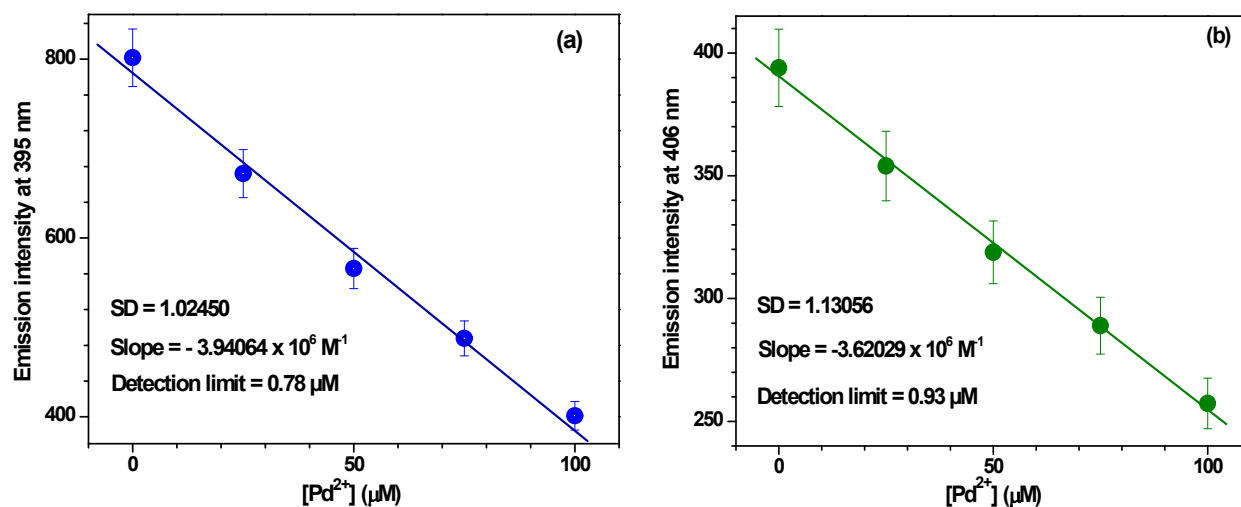 (a)
Emission intensity at 395 nm
800
600
400
SD = 1.02450
Slope = - 3.94064 x 10⁶ M⁻¹
Detection limit = 0.78 µM
0
50
100
[Pd²⁺] (µM)
(b)
Emission intensity at 406 nm
400
350
300
250
SD = 1.13056
Slope = -3.62029 x 10⁶ M⁻¹
Detection limit = 0.93 µM
0
50
100
[Pd²⁺] (µM)